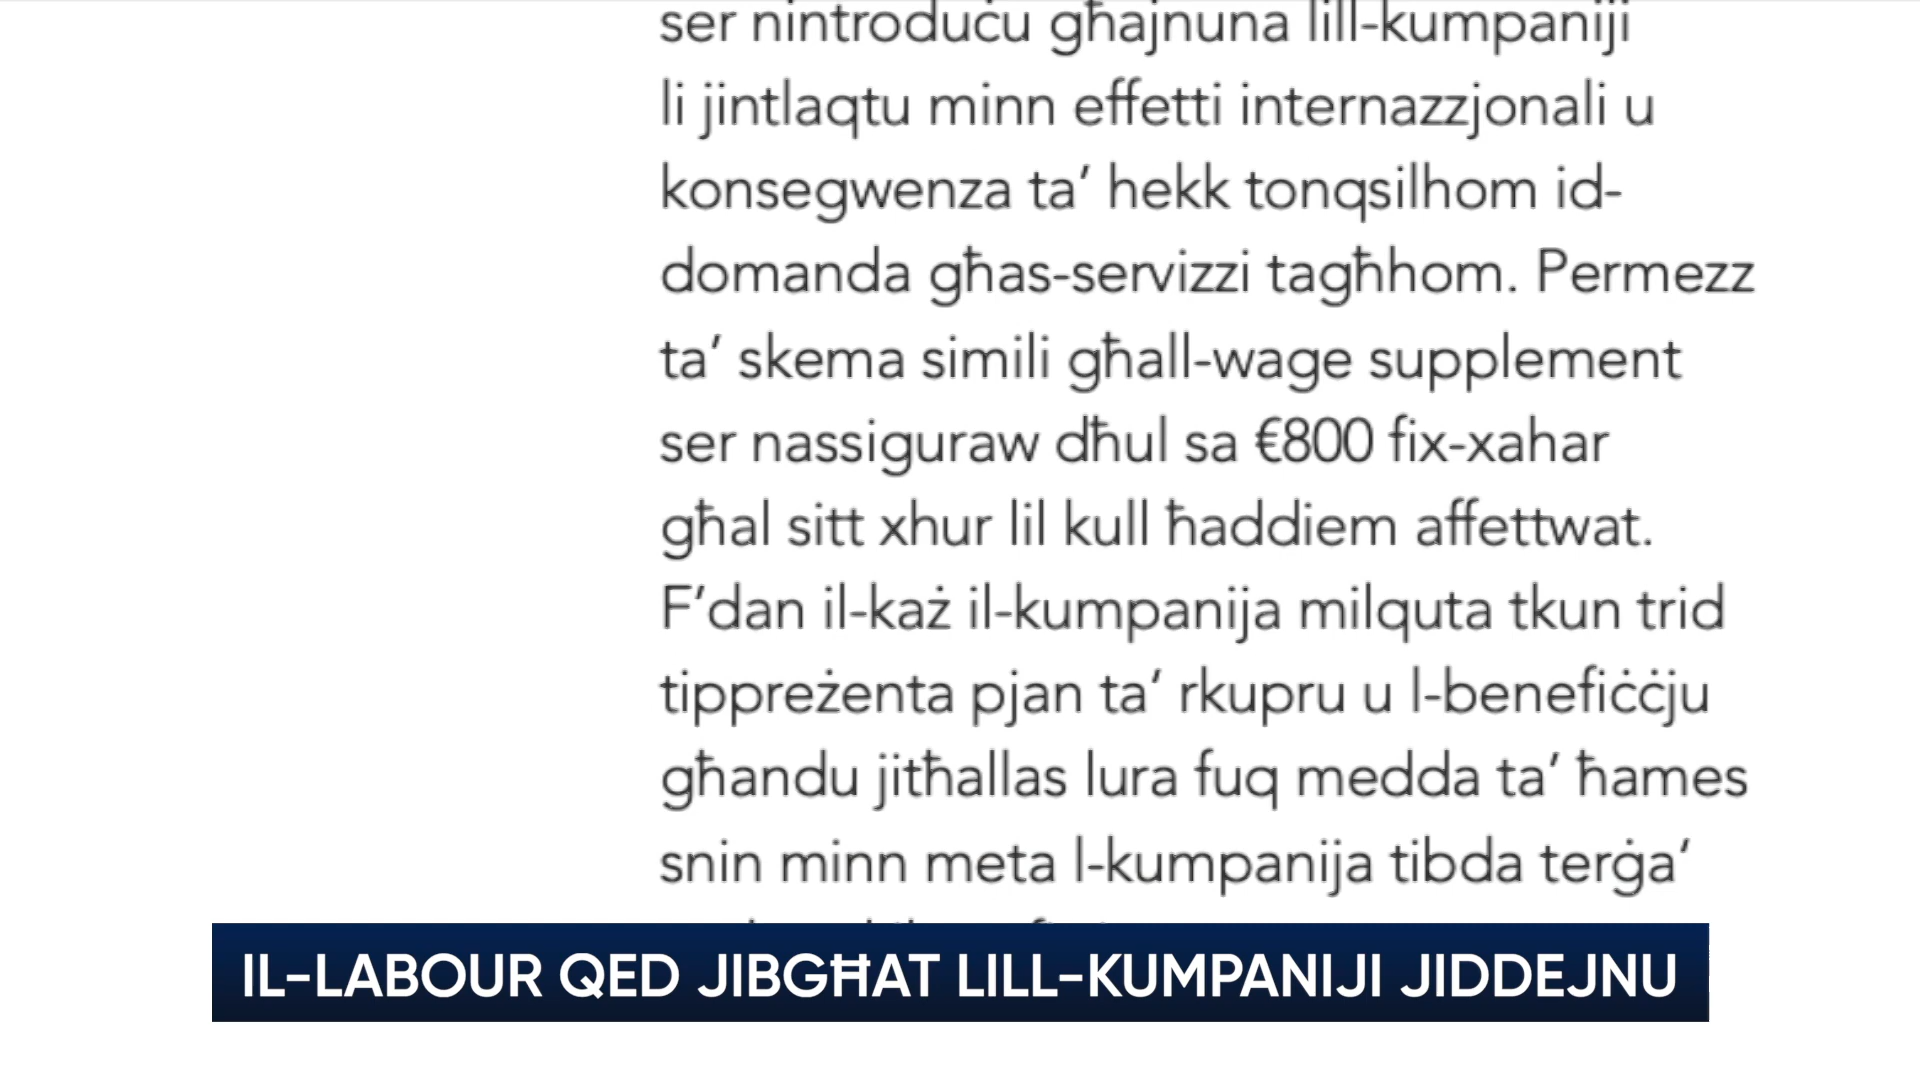 ser nintroduċu għajnuna lill-kumpaniji
li jintlaqtu minn effetti internazzjonali u
konsegwenza ta’ hekk tonqsilhom id-
domanda għas-servizzi tagħhom. Permezz
ta’ skema simili għall-wage supplement
ser nassiguraw dħul sa €800 fix-xahar
għal sitt xhur lil kull ħaddiem affettwat.
F’dan il-każ il-kumpanija milquta tkun trid
tippreżenta pjan ta’ rkupru u l-benefiċċju
għandu jitħallas lura fuq medda ta’ ħames
snin minn meta l-kumpanija tibda terġa’
IL-LABOUR QED JIBGĦAT LILL-KUMPANIJI JIDDEJNU